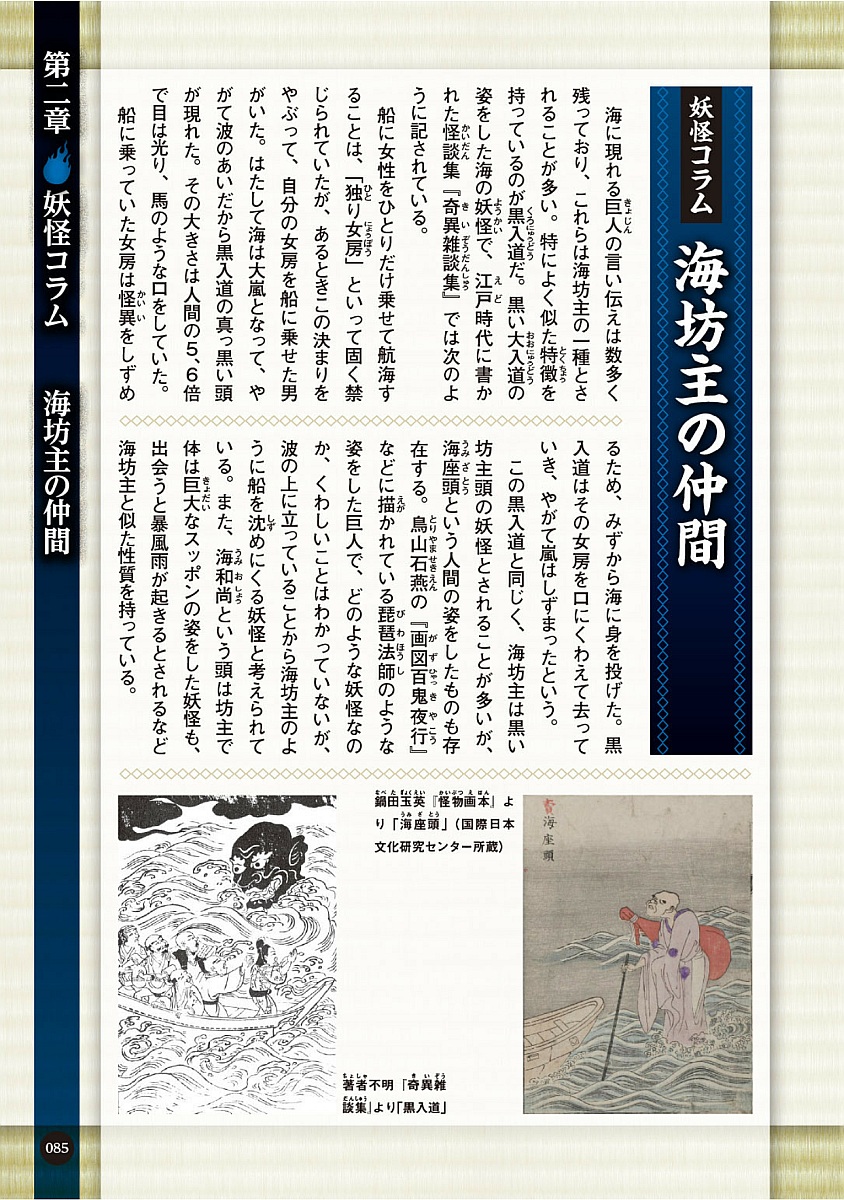 妖怪コラム
海坊主の仲間
海に現れる巨人の言い伝えは数多く
残っており、これらは海坊主の一種とさ
れることが多い。特によく似た特徴を
持っているのが黒入道だ。黒い大入道の
姿をした海の妖怪で、江戸時代に書か
れた怪談集『奇異雑談集』では次のよ
うに記されている。
船に女性をひとりだけ乗せて航海す
ることは、「独り女房」といって固く禁
じられていたが、あるときこの決まりを
やぶって、自分の女房を船に乗せた男
がいた。はたして海は大嵐となって、や
がて波のあいだから黒入道の真っ黒い頭
が現れた。その大きさは人間の5、6倍
で目は光り、馬のような口をしていた。
船に乗っていた女房は怪異をしずめ
るため、みずから海に身を投げた。黒
入道はその女房を口にくわえて去って
いき、やがて嵐はしずまったという。
この黒入道と同じく、海坊主は黒い
坊主頭の妖怪とされることが多いが、
海座頭という人間の姿をしたものも存
在する。鳥山石燕の『画図百鬼夜行』
などに描かれている琵琶法師のような
姿をした巨人で、どのような妖怪なの
か、くわしいことはわかっていないが、
波の上に立っていることから海坊主のよ
うに船を沈めにくる妖怪と考えられて
いる。また、海和尚という頭は坊主で
体は巨大なスッポンの姿をした妖怪も、
出会うと暴風雨が起きるとされるなど
海坊主と似た性質を持っている。
海座頭
鍋田玉英『怪物画本』よ
り「海座頭」（国際日本
文化研究センター所蔵）
著者不明『奇異雑
談集』より「黒入道」
第二章 妖怪コラム 海坊主の仲間
085